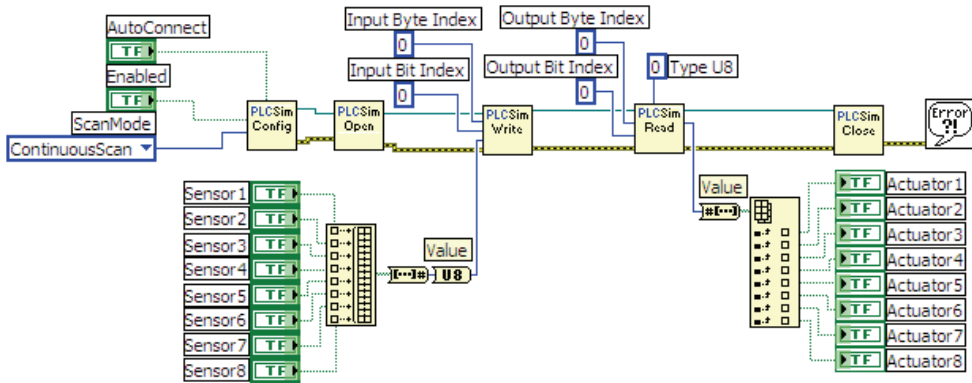 AutoConnect
TF
Enabled
TF
ScanMode
ContinuousScan
PLCSim
Config
PLCSim
Open
Input Byte Index
0
Input Bit Index
0
PLCSim
Write
Output Byte Index
0
Output Bit Index
0
0 Type U8
PLCSim
Read
PLCSim
Close
Error
?!
Sensor1 TF
Sensor2 TF
Sensor3 TF
Sensor4 TF
Sensor5 TF
Sensor6 TF
Sensor7 TF
Sensor8 TF
Value
[...]# U8
Value
#[...]
TF Actuator1
TF Actuator2
TF Actuator3
TF Actuator4
TF Actuator5
TF Actuator6
TF Actuator7
TF Actuator8